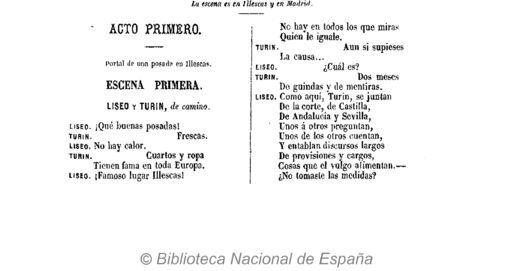 La escena es en Illescas y en Madrid.
ACTO PRIMERO.
Portal de una posada en Illescas.
ESCENA PRIMERA.
LISEO Y TURIN, de camino.
LISEO. ¡Qué buenas posadas!
TURIN. Frescas.
LISEO. No hay calor.
TURIN. Cuartos y ropa
Tienen fama en toda Europa.
LISEO. ¡Famoso lugar Illescas!
No hay en todos los que miras
Quien le iguale.
TURIN. Aun si supieses
La causa...
LISEO. ¿Cuál es?
TURIN. Dos meses
De guindas y de mentiras.
LISEO. Como aquí, Turin, se juntan
De la corte, de Castilla,
De Andalucía y Sevilla,
Unos á otros preguntan,
Unos de los otros cuentan,
Y entablan discursos largos
De provisiones y cargos,
Cosas que el vulgo alimentan.—
¿No tomaste las medidas?
© Biblioteca Nacional de España